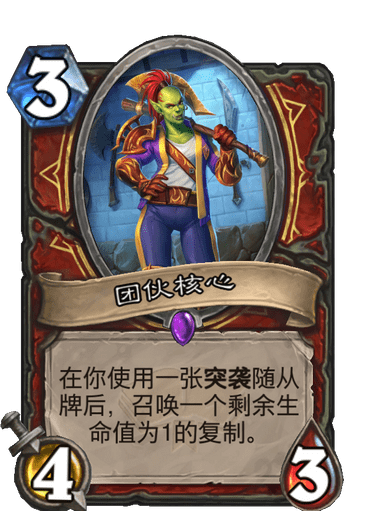 3
团伙核心
在你使用一张突袭随从
牌后，召唤一个剩余生
命值为1的复制。
4
3